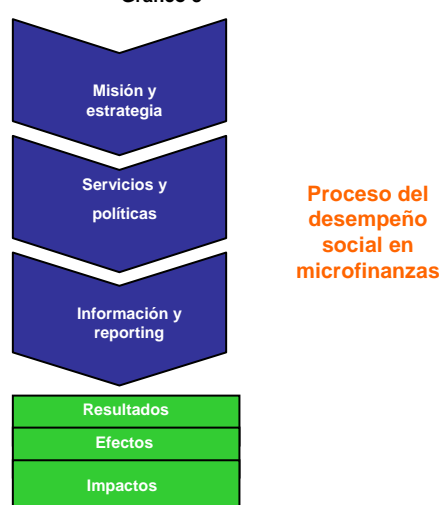 Misión y
estrategia
Servicios y
políticas
Proceso del
desempeño
social en
microfinanzas
Información y
reporting
Resultados
Efectos
Impactos